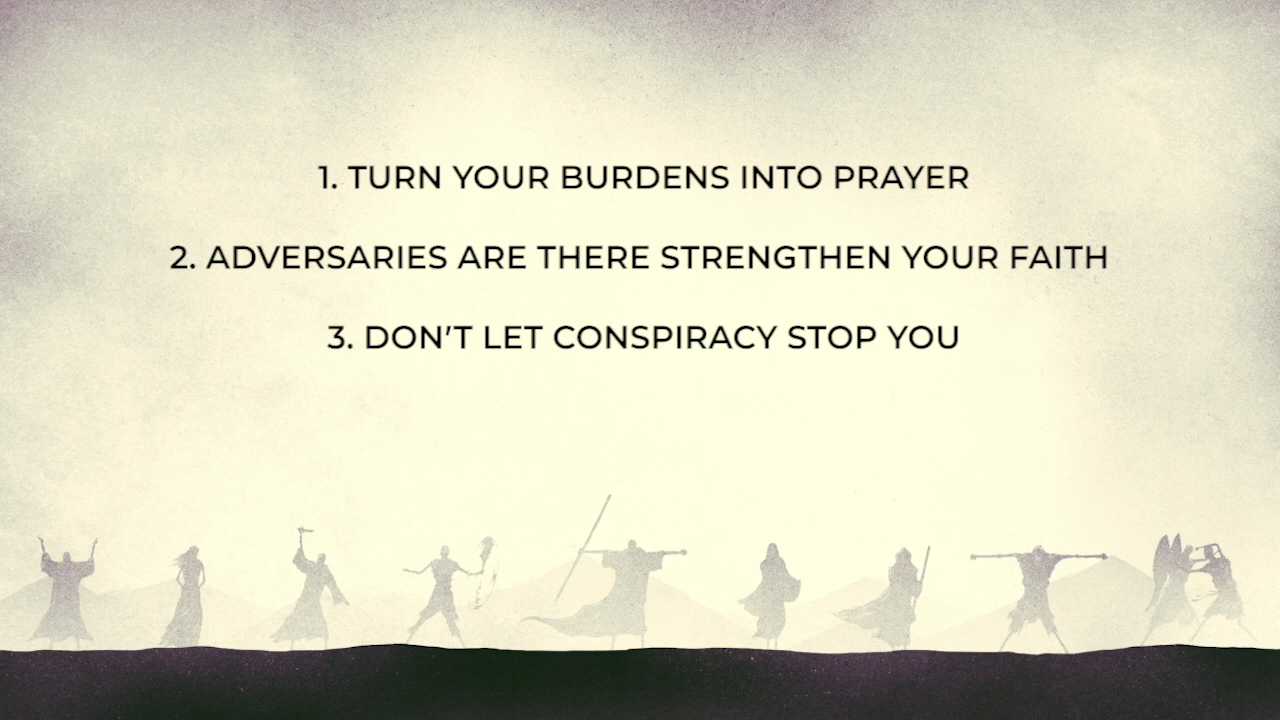 1. TURN YOUR BURDENS INTO PRAYER
2. ADVERSARIES ARE THERE STRENGTHEN YOUR FAITH
3. DON'T LET CONSPIRACY STOP YOU